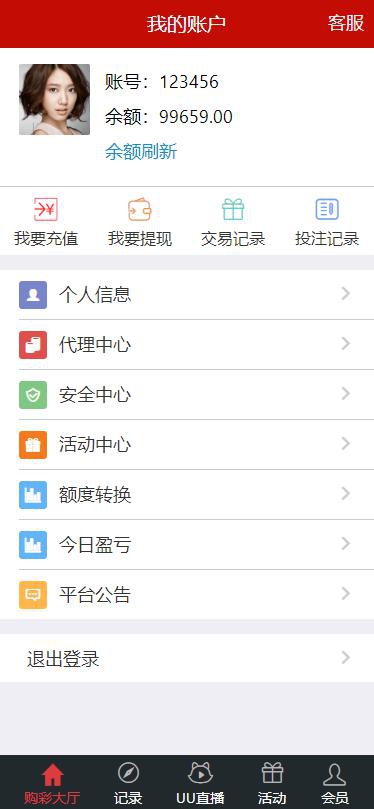 我的账户
客服
账号：123456
余额：99659.00
余额刷新
我要充值 我要提现 交易记录 投注记录
个人信息
代理中心
安全中心
活动中心
额度转换
今日盈亏
平台公告
退出登录
购彩大厅 记录 UU直播 活动 会员